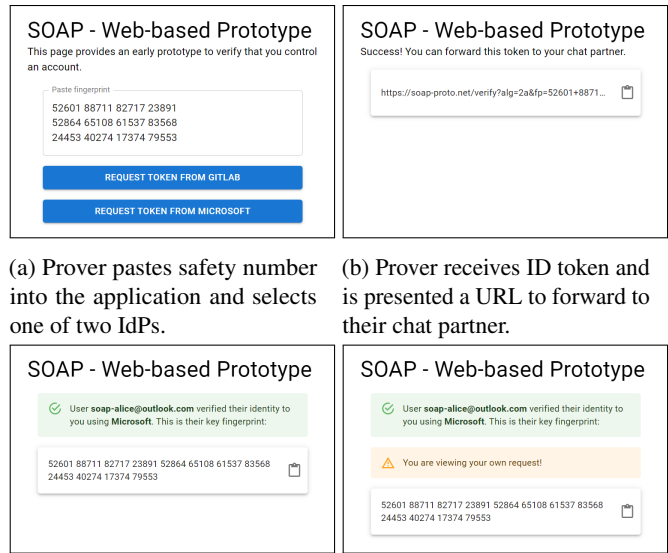 SOAP - Web-based Prototype
This page provides an early prototype to verify that you control
an account.
Paste fingerprint
52601 88711 82717 23891
52864 65108 61537 83568
24453 40274 17374 79553
REQUEST TOKEN FROM GITLAB
REQUEST TOKEN FROM MICROSOFT
SOAP - Web-based Prototype
Success! You can forward this token to your chat partner.
https://soap-proto.net/verify?alg=2a&fp=52601+8871...
(a) Prover pastes safety number
into the application and selects
one of two IdPs.
(b) Prover receives ID token and
is presented a URL to forward to
their chat partner.
SOAP - Web-based Prototype
User soap-alice@outlook.com verified their identity to
you using Microsoft. This is their key fingerprint:
52601 88711 82717 23891 52864 65108 61537 83568
24453 40274 17374 79553
SOAP - Web-based Prototype
User soap-alice@outlook.com verified their identity to
you using Microsoft. This is their key fingerprint:
You are viewing your own request!
52601 88711 82717 23891 52864 65108 61537 83568
24453 40274 17374 79553